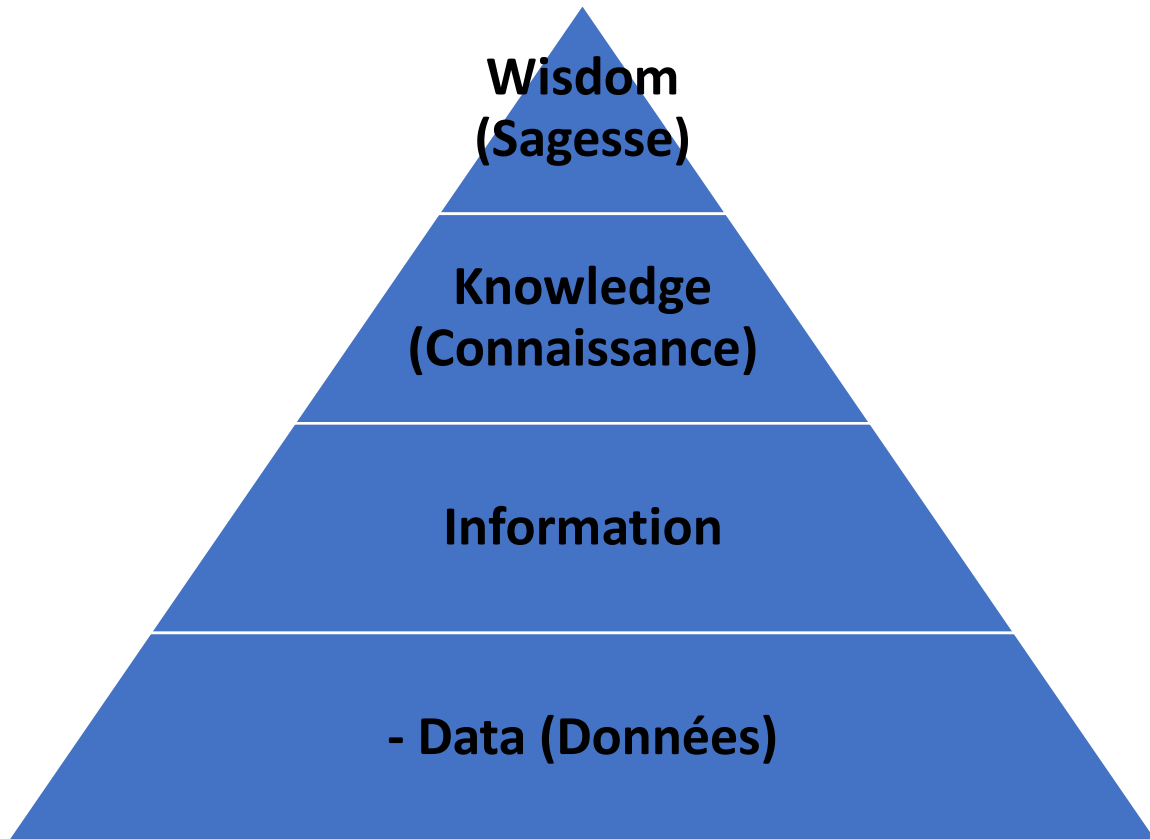 Wisdom
(Sagesse)
Knowledge
(Connaissance)
Information
- Data (Données)